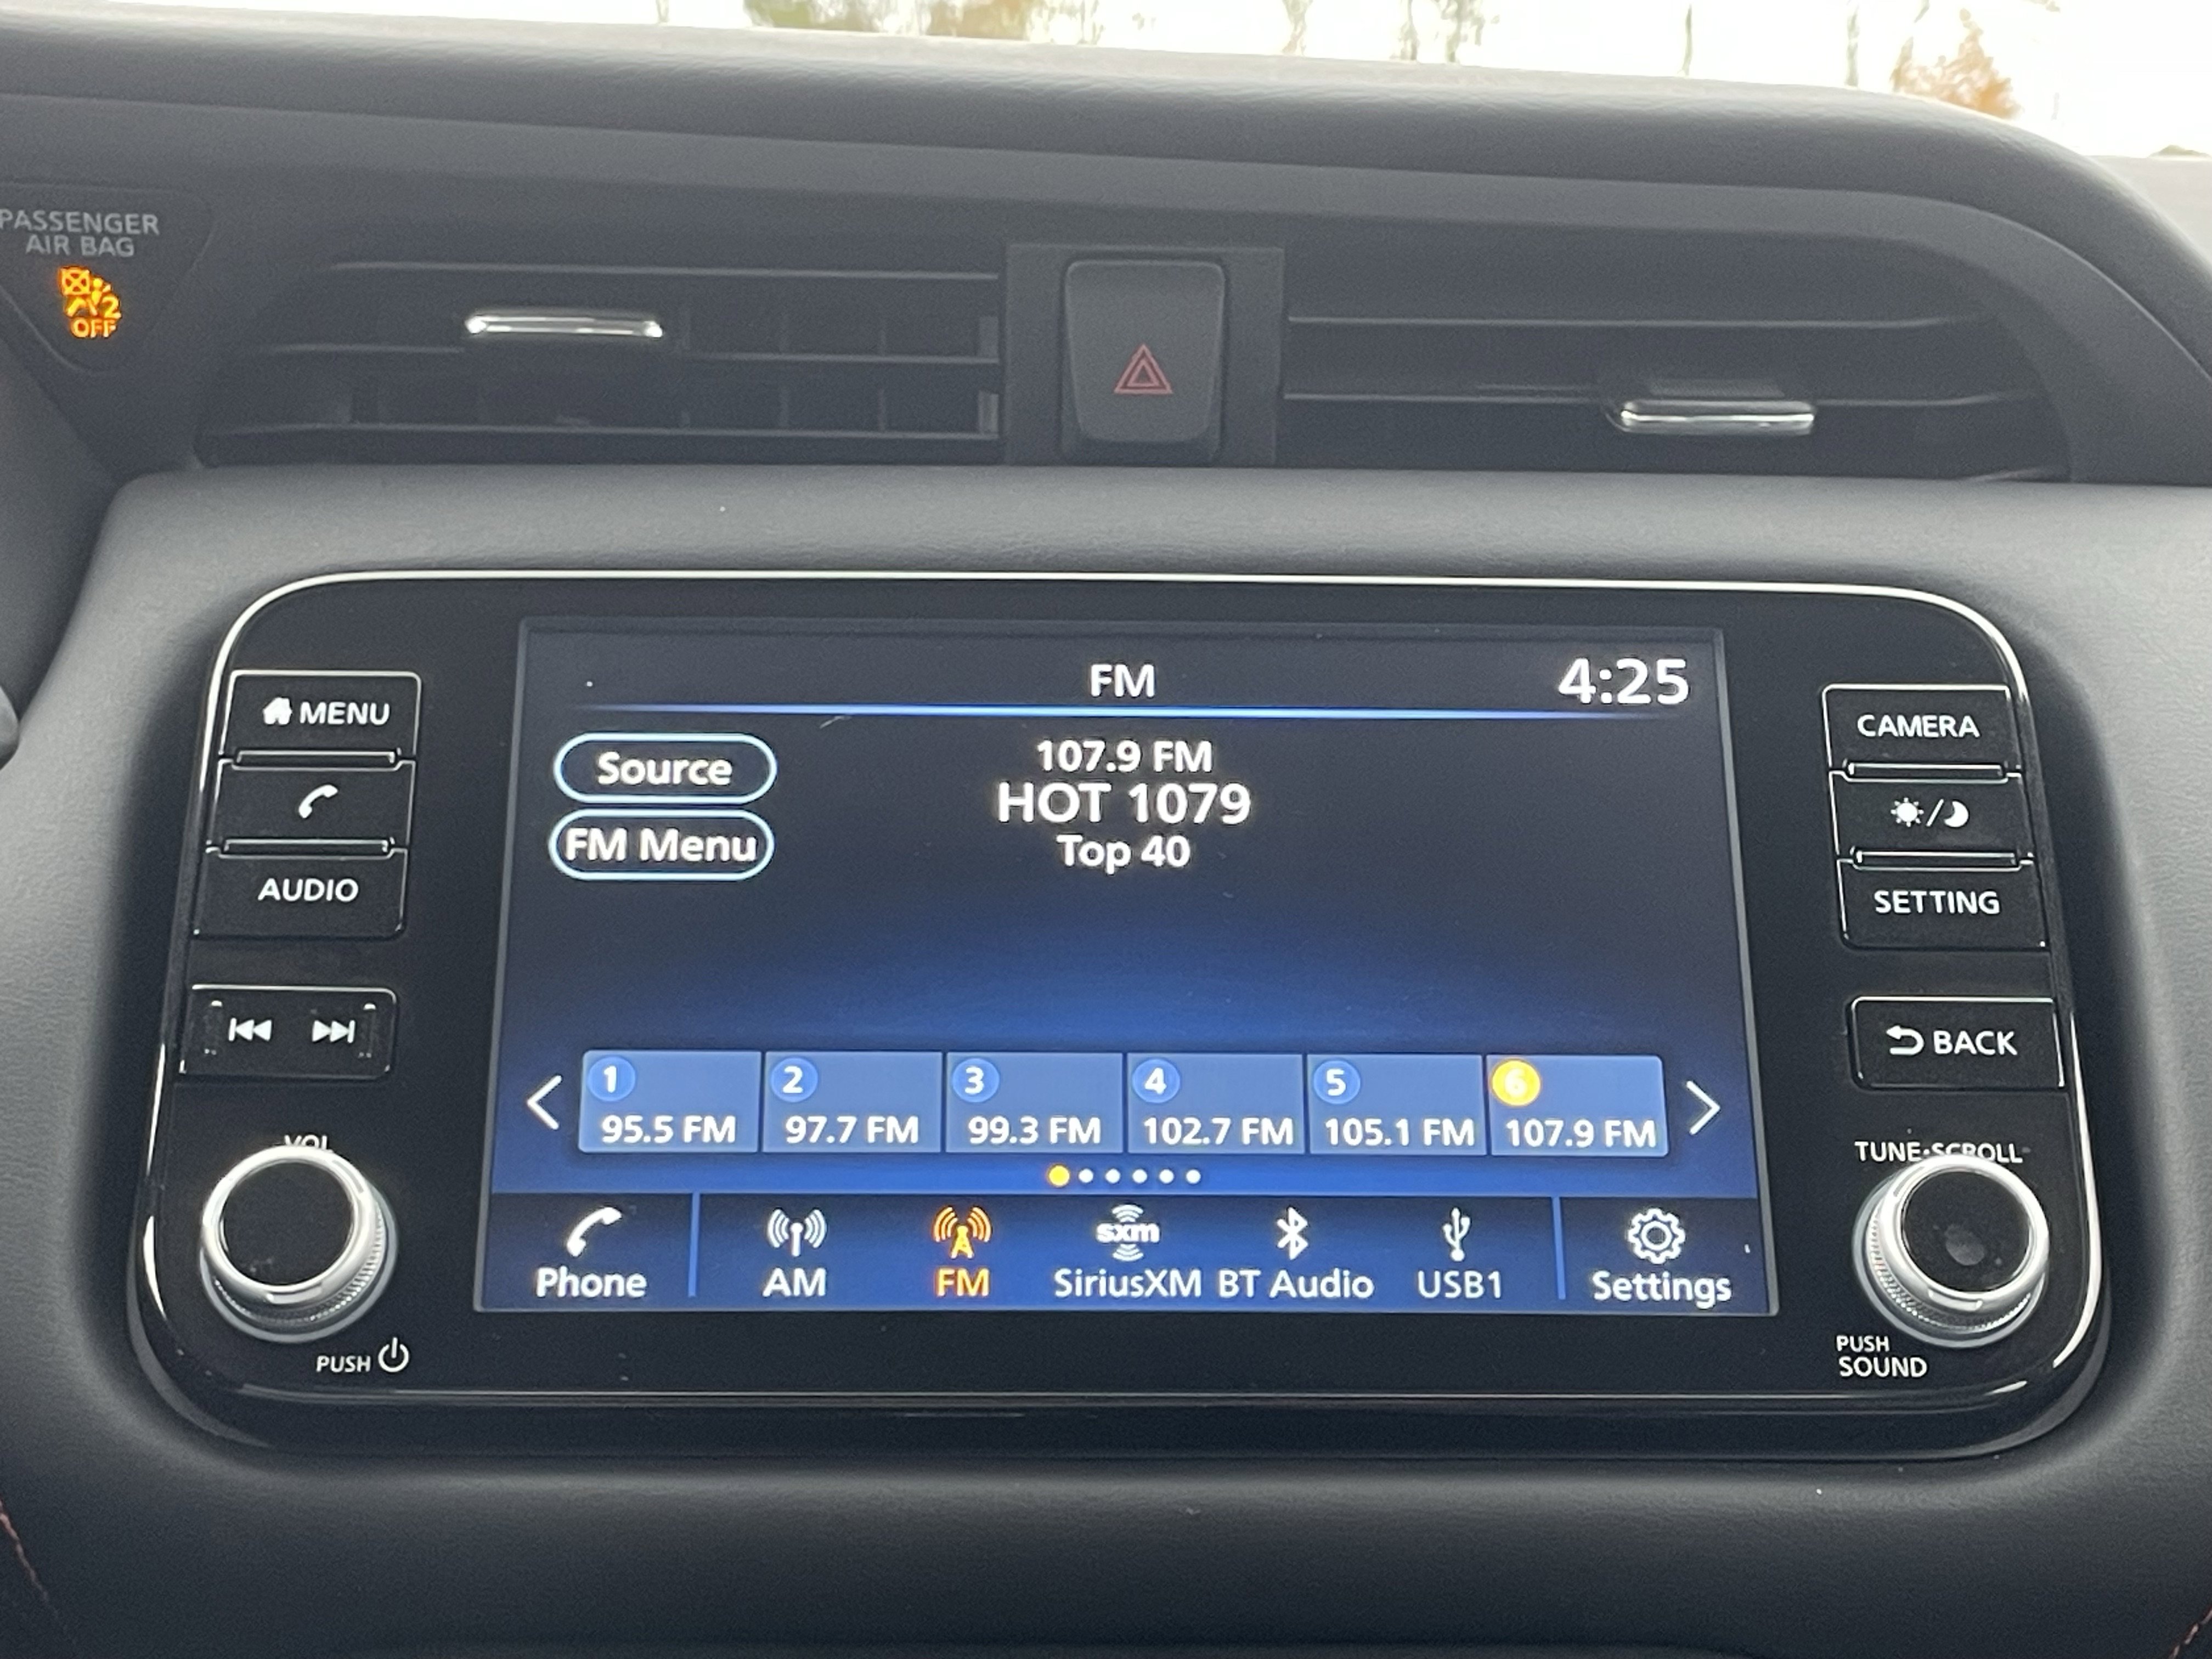 PASSENGER
AIR BAG
2
OFF
FM
4:25
MENU
AUDIO
Source
FM Menu
107.9 FM
HOT 1079
Top 40
CAMERA
SETTING
BACK
1
95.5 FM
2
97.7 FM
3
99.3 FM
4
102.7 FM
5
105.1 FM
6
107.9 FM
VOL
PUSH
Phone
AM
FM
sxm
SiriusXM
BT Audio
USB1
Settings
TUNE·SCROLL
PUSH
SOUND